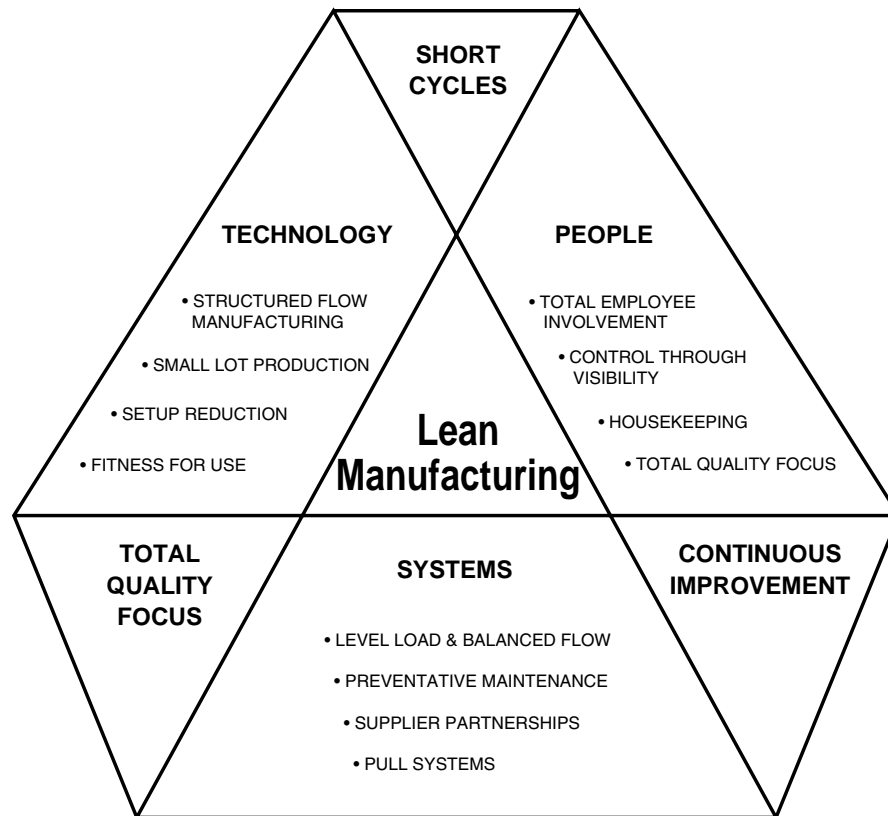 SHORT
CYCLES
TECHNOLOGY
• STRUCTURED FLOW
MANUFACTURING
• SMALL LOT PRODUCTION
• SETUP REDUCTION
• FITNESS FOR USE
PEOPLE
• TOTAL EMPLOYEE
INVOLVEMENT
• CONTROL THROUGH
VISIBILITY
• HOUSEKEEPING
• TOTAL QUALITY FOCUS
Lean
Manufacturing
TOTAL
QUALITY
FOCUS
SYSTEMS
• LEVEL LOAD & BALANCED FLOW
• PREVENTATIVE MAINTENANCE
• SUPPLIER PARTNERSHIPS
• PULL SYSTEMS
CONTINUOUS
IMPROVEMENT